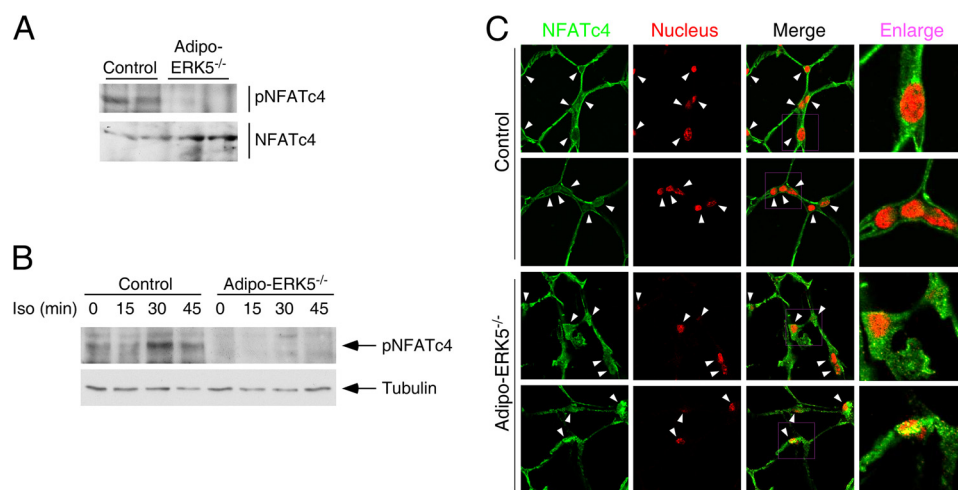 A
Control
Adipo-
ERK5-/-
pNFATc4
NFATc4
B
Control Adipo-ERK5-/-
Iso (min) 0 15 30 45 0 15 30 45
pNFATc4
Tubulin
C
NFATc4 Nucleus Merge Enlarge
Control
Adipo-ERK5-/-